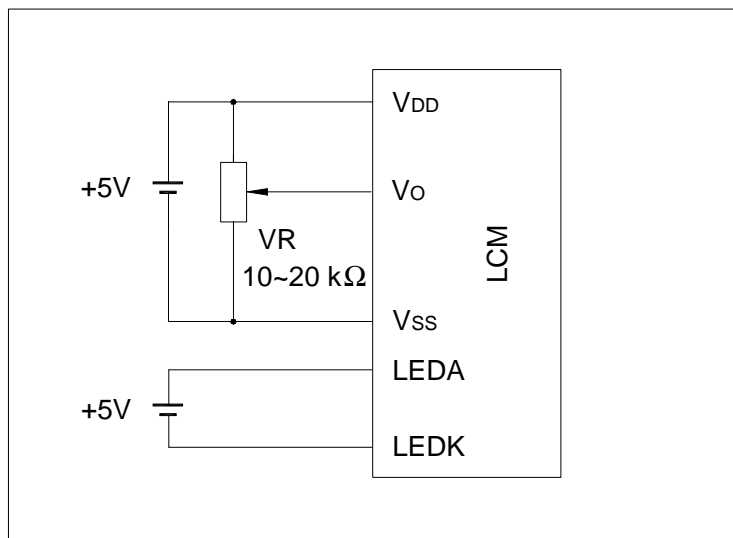 VDD
+5V
VO
VR
10~20 kΩ
LCM
VSS
LEDA
+5V
LEDK